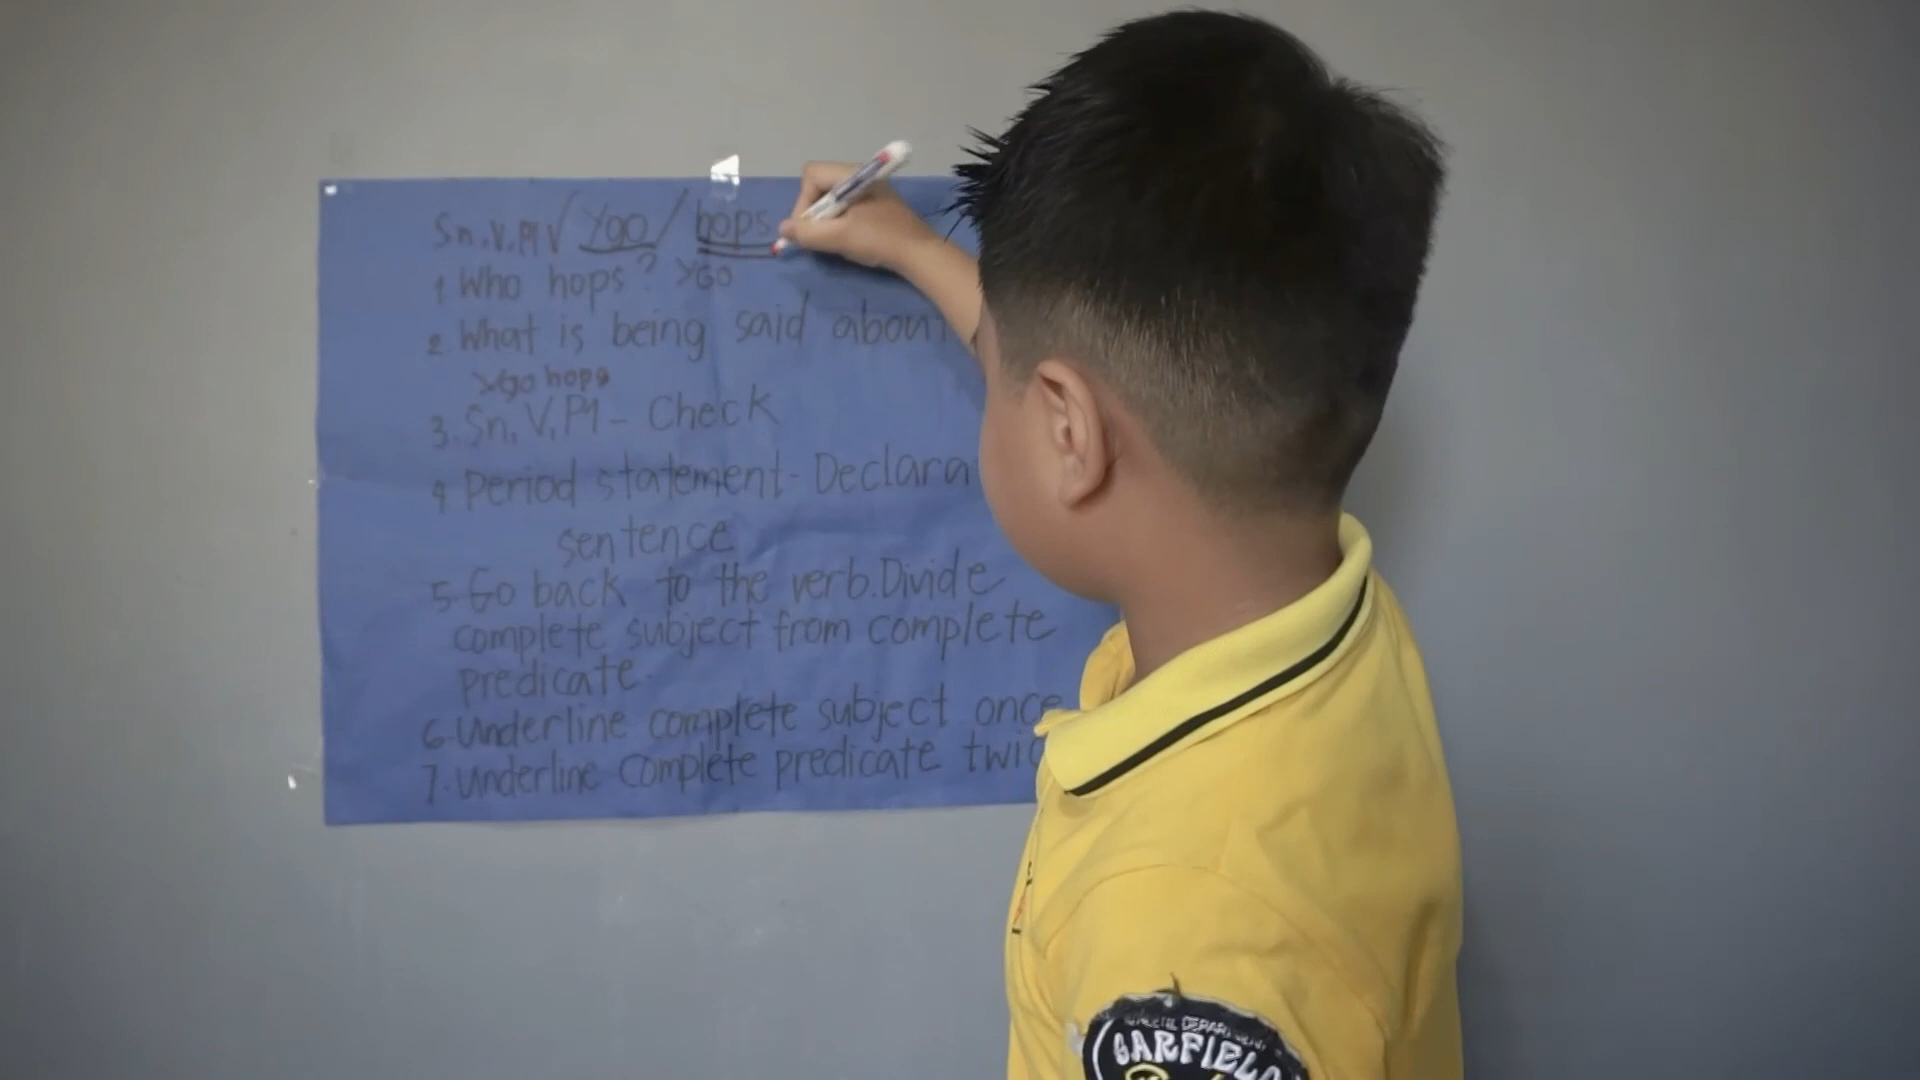 Sn. V. P1 √ Ygo / hops
1 Who hops? YGO
2. What is being said about
Ygo hops
3. Sn, V, P1 - Check
4 Period statement - Declara
sentence
5. Go back to the verb. Divide
complete subject from complete
predicate.
6. Underline complete subject once
7. Underline complete predicate twic
GARFIEL